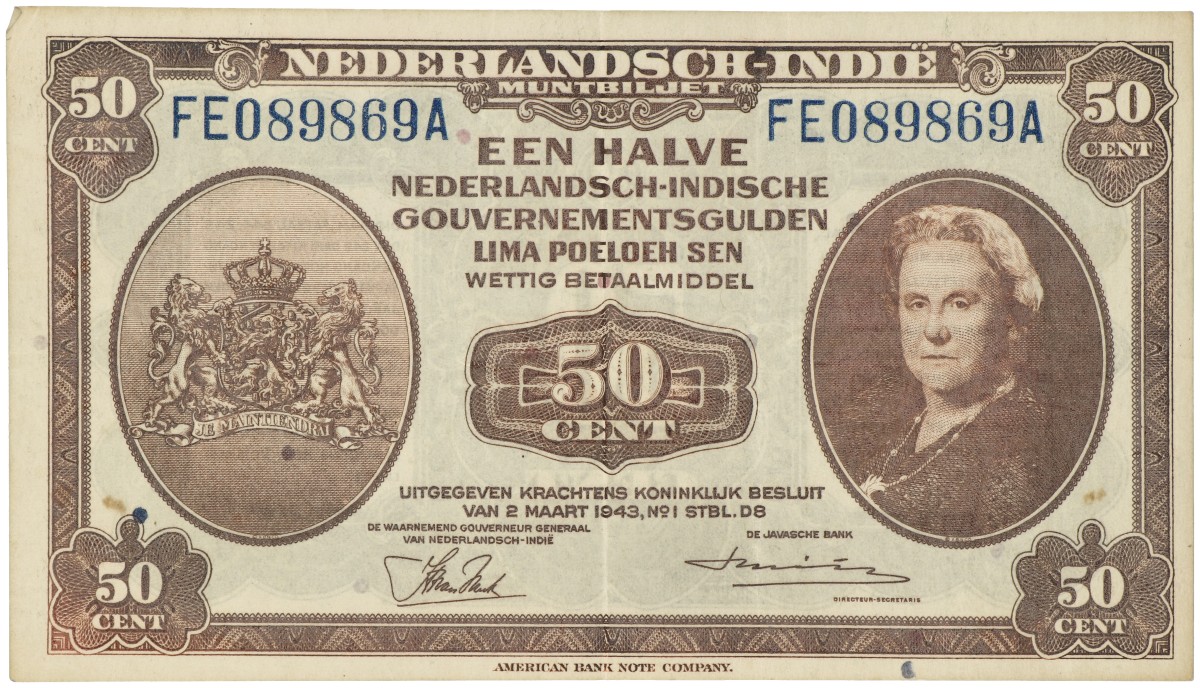 NEDERLANDSCH-INDIË
MUNTBILJET
50 CENT
50 CENT
FE089869A
FE089869A
EEN HALVE
NEDERLANDSCH-INDISCHE
GOUVERNEMENTSGULDEN
LIMA POELOEH SEN
WETTIG BETAALMIDDEL
50
CENT
JE MAINTIENDRAI
UITGEGEVEN KRACHTENS KONINKLIJK BESLUIT
VAN 2 MAART 1943, No 1 STBL. D8
DE WAARNEMEND GOUVERNEUR GENERAAL
VAN NEDERLANDSCH-INDIË
DE JAVASCHE BANK
DIRECTEUR-SECRETARIS
50 CENT
50 CENT
AMERICAN BANK NOTE COMPANY.